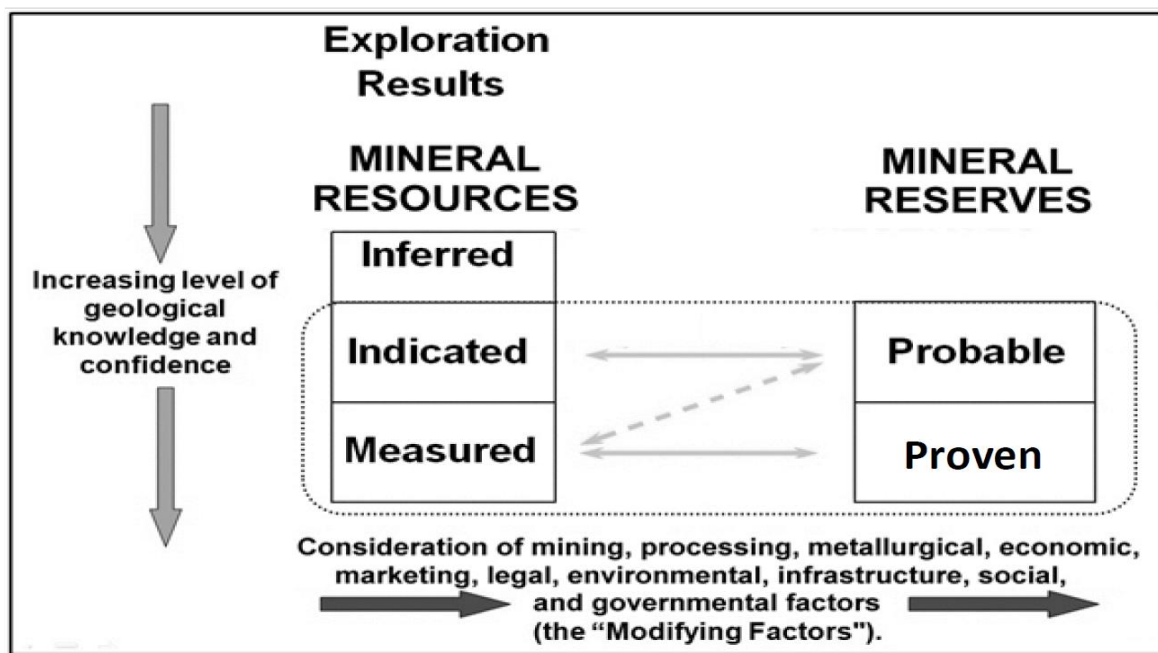 Exploration
Results
MINERAL
RESOURCES
MINERAL
RESERVES
Inferred
Increasing level of
geological
knowledge and
confidence
Indicated
Probable
Measured
Proven
Consideration of mining, processing, metallurgical, economic,
marketing, legal, environmental, infrastructure, social,
and governmental factors
(the “Modifying Factors").